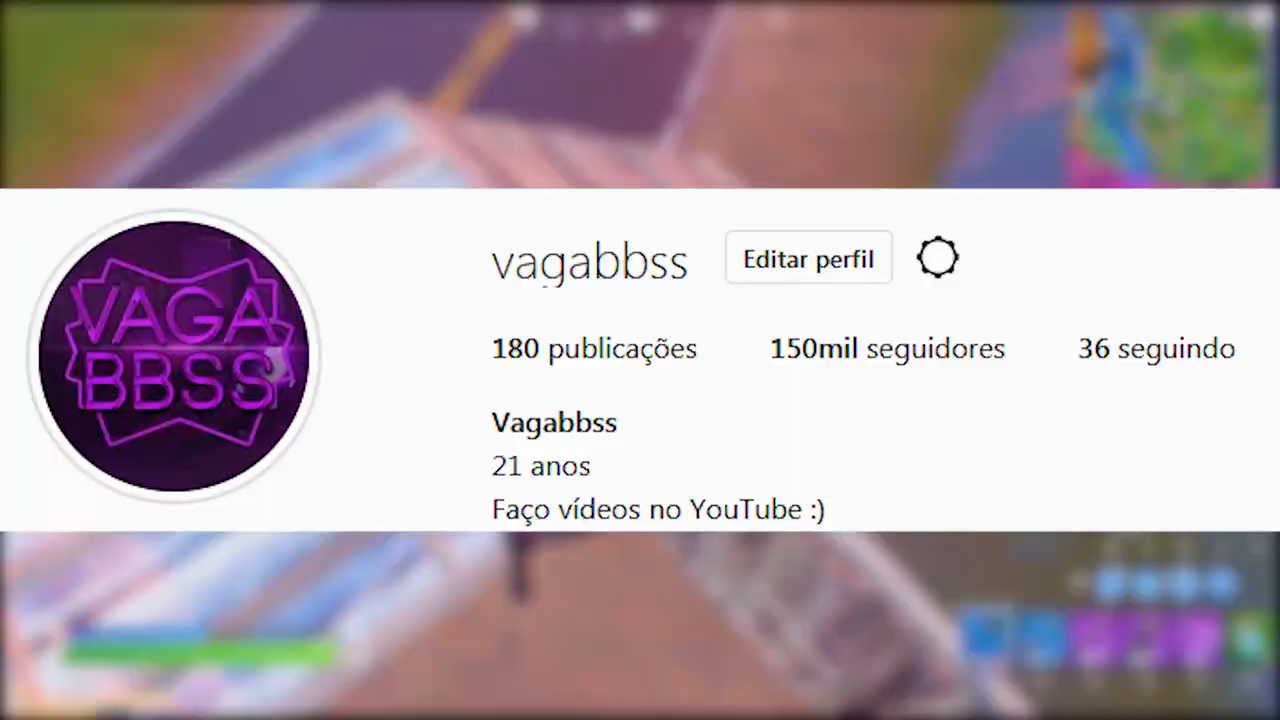 VAGA
BBSS
vagabbss
Editar perfil
180 publicações
150mil seguidores
36 seguindo
Vagabbss
21 anos
Faço vídeos no YouTube :)